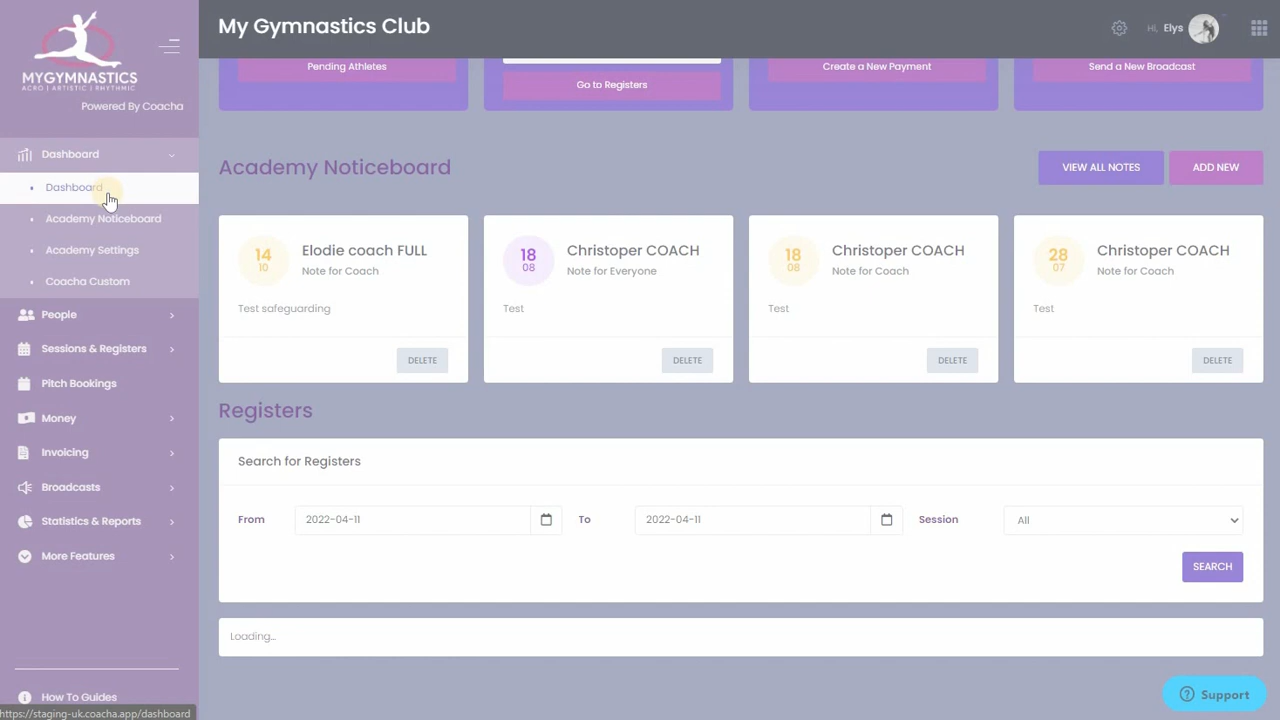 MYGYMNASTICS
ACRO | ARTISTIC | RHYTHMIC
Powered By Coacha
Dashboard
Dashboard
Academy Noticeboard
Academy Settings
Coacha Custom
People
Sessions & Registers
Pitch Bookings
Money
Invoicing
Broadcasts
Statistics & Reports
More Features
How To Guides
https://staging-uk.coacha.app/dashboard
My Gymnastics Club
Hi, Elys
Pending Athletes
Go to Registers
Create a New Payment
Send a New Broadcast
Academy Noticeboard
VIEW ALL NOTES
ADD NEW
14
10
Elodie coach FULL
Note for Coach
Test safeguarding
DELETE
18
08
Christoper COACH
Note for Everyone
Test
DELETE
18
08
Christoper COACH
Note for Coach
Test
DELETE
28
07
Christoper COACH
Note for Coach
Test
DELETE
Registers
Search for Registers
From 2022-04-11 To 2022-04-11 Session All
SEARCH
Loading...
Support